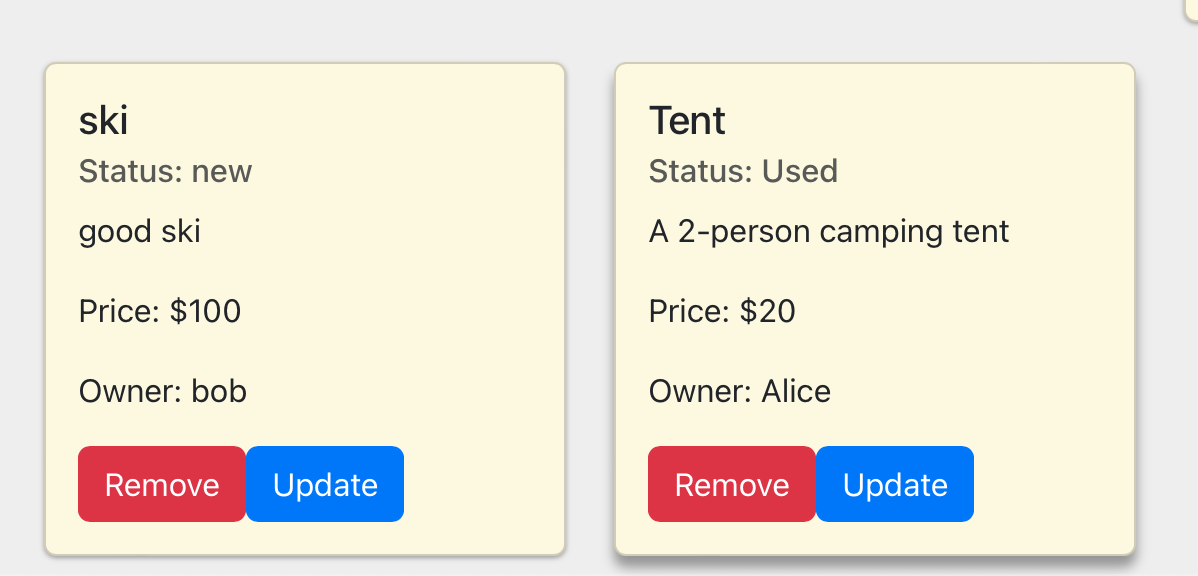 ski
Status: new
good ski
Price: $100
Owner: bob
Remove Update
Tent
Status: Used
A 2-person camping tent
Price: $20
Owner: Alice
Remove Update